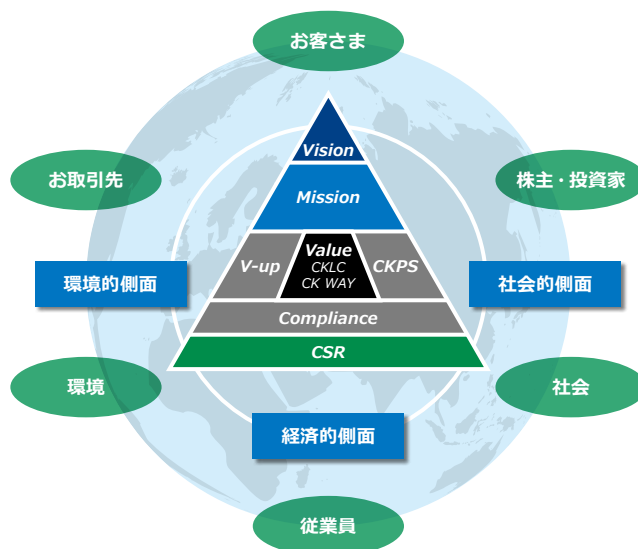 お客さま
お取引先
株主・投資家
Vision
Mission
V-up
Value
CKLC
CK WAY
CKPS
環境的側面
社会的側面
Compliance
CSR
環境
社会
経済的側面
従業員